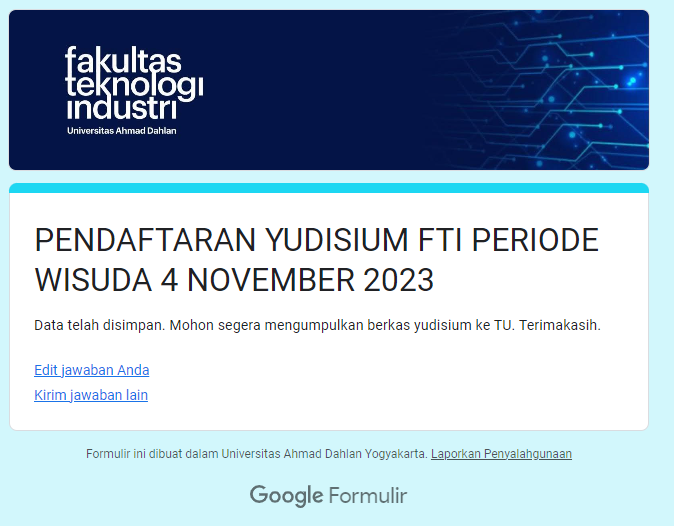 fakultas
teknologi
industri
Universitas Ahmad Dahlan
PENDAFTARAN YUDISIUM FTI PERIODE
WISUDA 4 NOVEMBER 2023
Data telah disimpan. Mohon segera mengumpulkan berkas yudisium ke TU. Terimakasih.
Edit jawaban Anda
Kirim jawaban lain
Formulir ini dibuat dalam Universitas Ahmad Dahlan Yogyakarta. Laporkan Penyalahgunaan
Google Formulir